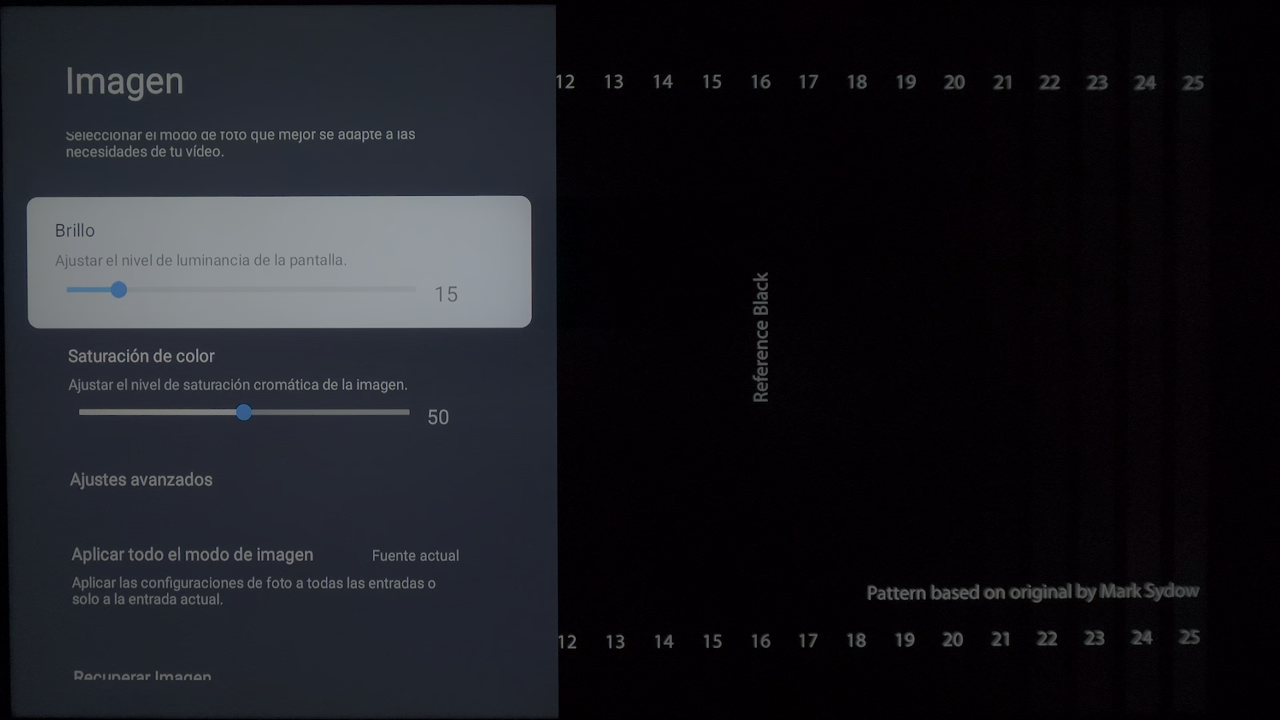 Imagen
Seleccionar el modo de foto que mejor se adapte a las
necesidades de tu vídeo.
Brillo
Ajustar el nivel de luminancia de la pantalla.
15
Saturación de color
Ajustar el nivel de saturación cromática de la imagen.
50
Ajustes avanzados
Aplicar todo el modo de imagen Fuente actual
Aplicar las configuraciones de foto a todas las entradas o
solo a la entrada actual.
Recuperar Imagen
12 13 14 15 16 17 18 19 20 21 22 23 24 25
Reference Black
Pattern based on original by Mark Sydow
12 13 14 15 16 17 18 19 20 21 22 23 24 25